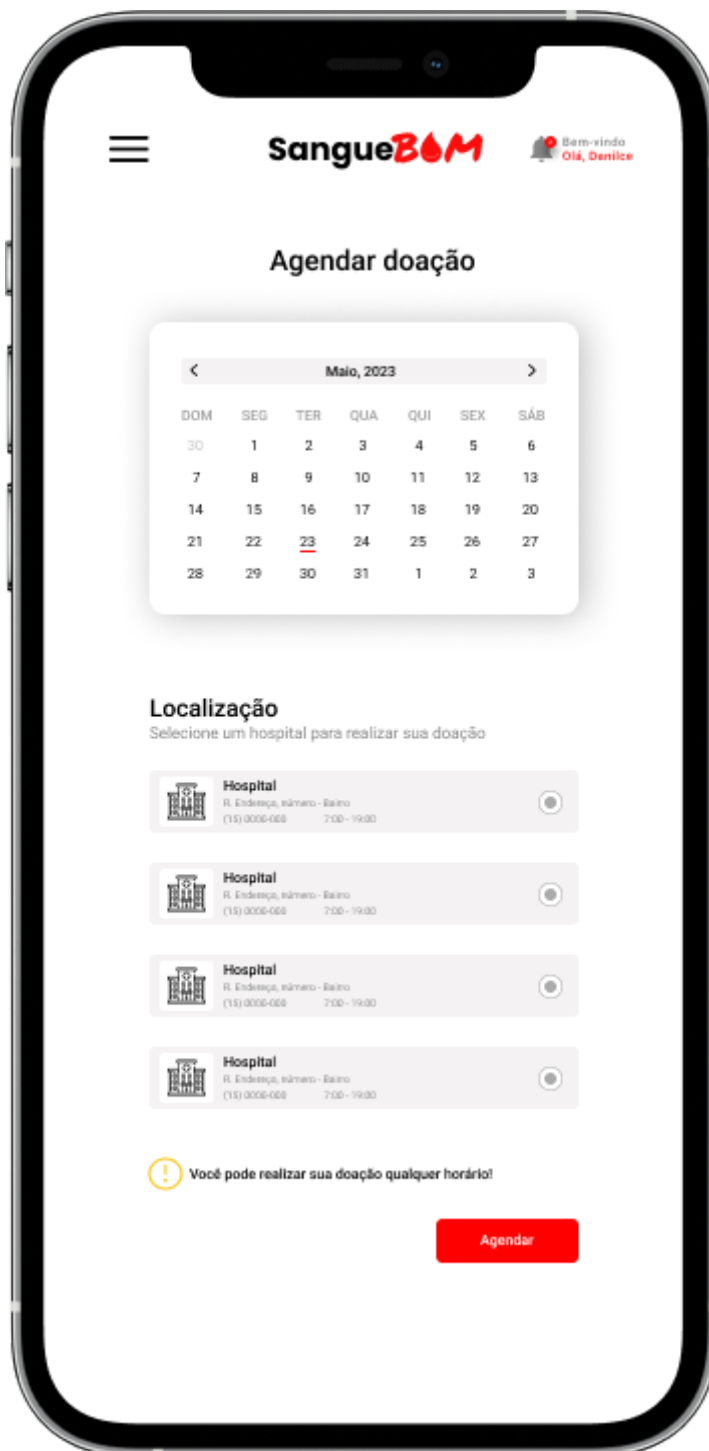 SangueBOM
Bem-vindo
Olá, Denilce
Agendar doação
Maio, 2023
DOM SEG TER QUA QUI SEX SÁB
30 1 2 3 4 5 6
7 8 9 10 11 12 13
14 15 16 17 18 19 20
21 22 23 24 25 26 27
28 29 30 31 1 2 3
Localização
Selecione um hospital para realizar sua doação
Hospital
R. Endereço, número - Bairro
(15) 0000-000 7:00 - 19:00
Hospital
R. Endereço, número - Bairro
(15) 0000-000 7:00 - 19:00
Hospital
R. Endereço, número - Bairro
(15) 0000-000 7:00 - 19:00
Hospital
R. Endereço, número - Bairro
(15) 0000-000 7:00 - 19:00
Você pode realizar sua doação qualquer horário!
Agendar